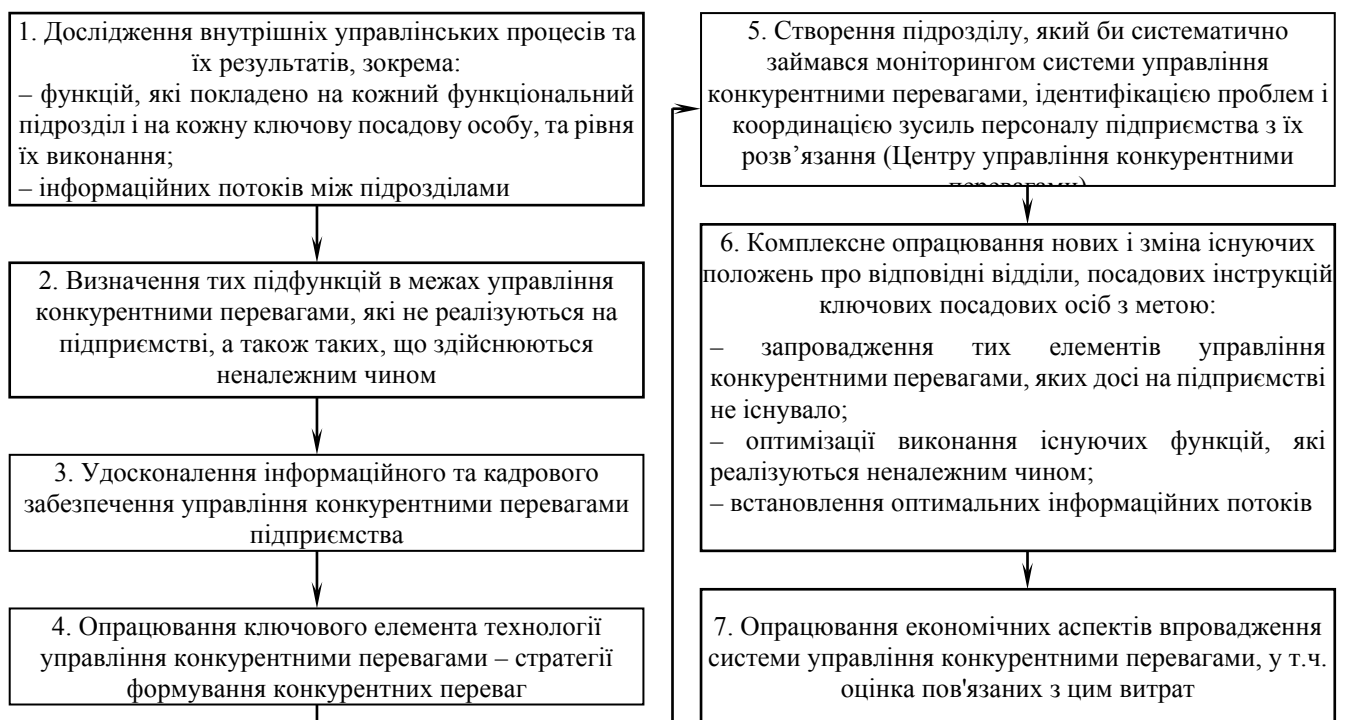 1. Дослідження внутрішніх управлінських процесів та
їх результатів, зокрема:
– функцій, які покладено на кожний функціональний
підрозділ і на кожну ключову посадову особу, та рівня
їх виконання;
– інформаційних потоків між підрозділами
2. Визначення тих підфункцій в межах управління
конкурентними перевагами, які не реалізуються на
підприємстві, а також таких, що здійснюються
неналежним чином
3. Удосконалення інформаційного та кадрового
забезпечення управління конкурентними перевагами
підприємства
4. Опрацювання ключового елемента технології
управління конкурентними перевагами – стратегії
формування конкурентних переваг
5. Створення підрозділу, який би систематично
займався моніторингом системи управління
конкурентними перевагами, ідентифікацією проблем і
координацією зусиль персоналу підприємства з їх
розв’язання (Центру управління конкурентними
перевагами)
6. Комплексне опрацювання нових і зміна існуючих
положень про відповідні відділи, посадових інструкцій
ключових посадових осіб з метою:
– запровадження тих елементів управління
конкурентними перевагами, яких досі на підприємстві
не існувало;
– оптимізації виконання існуючих функцій, які
реалізуються неналежним чином;
– встановлення оптимальних інформаційних потоків
7. Опрацювання економічних аспектів впровадження
системи управління конкурентними перевагами, у т.ч.
оцінка пов'язаних з цим витрат